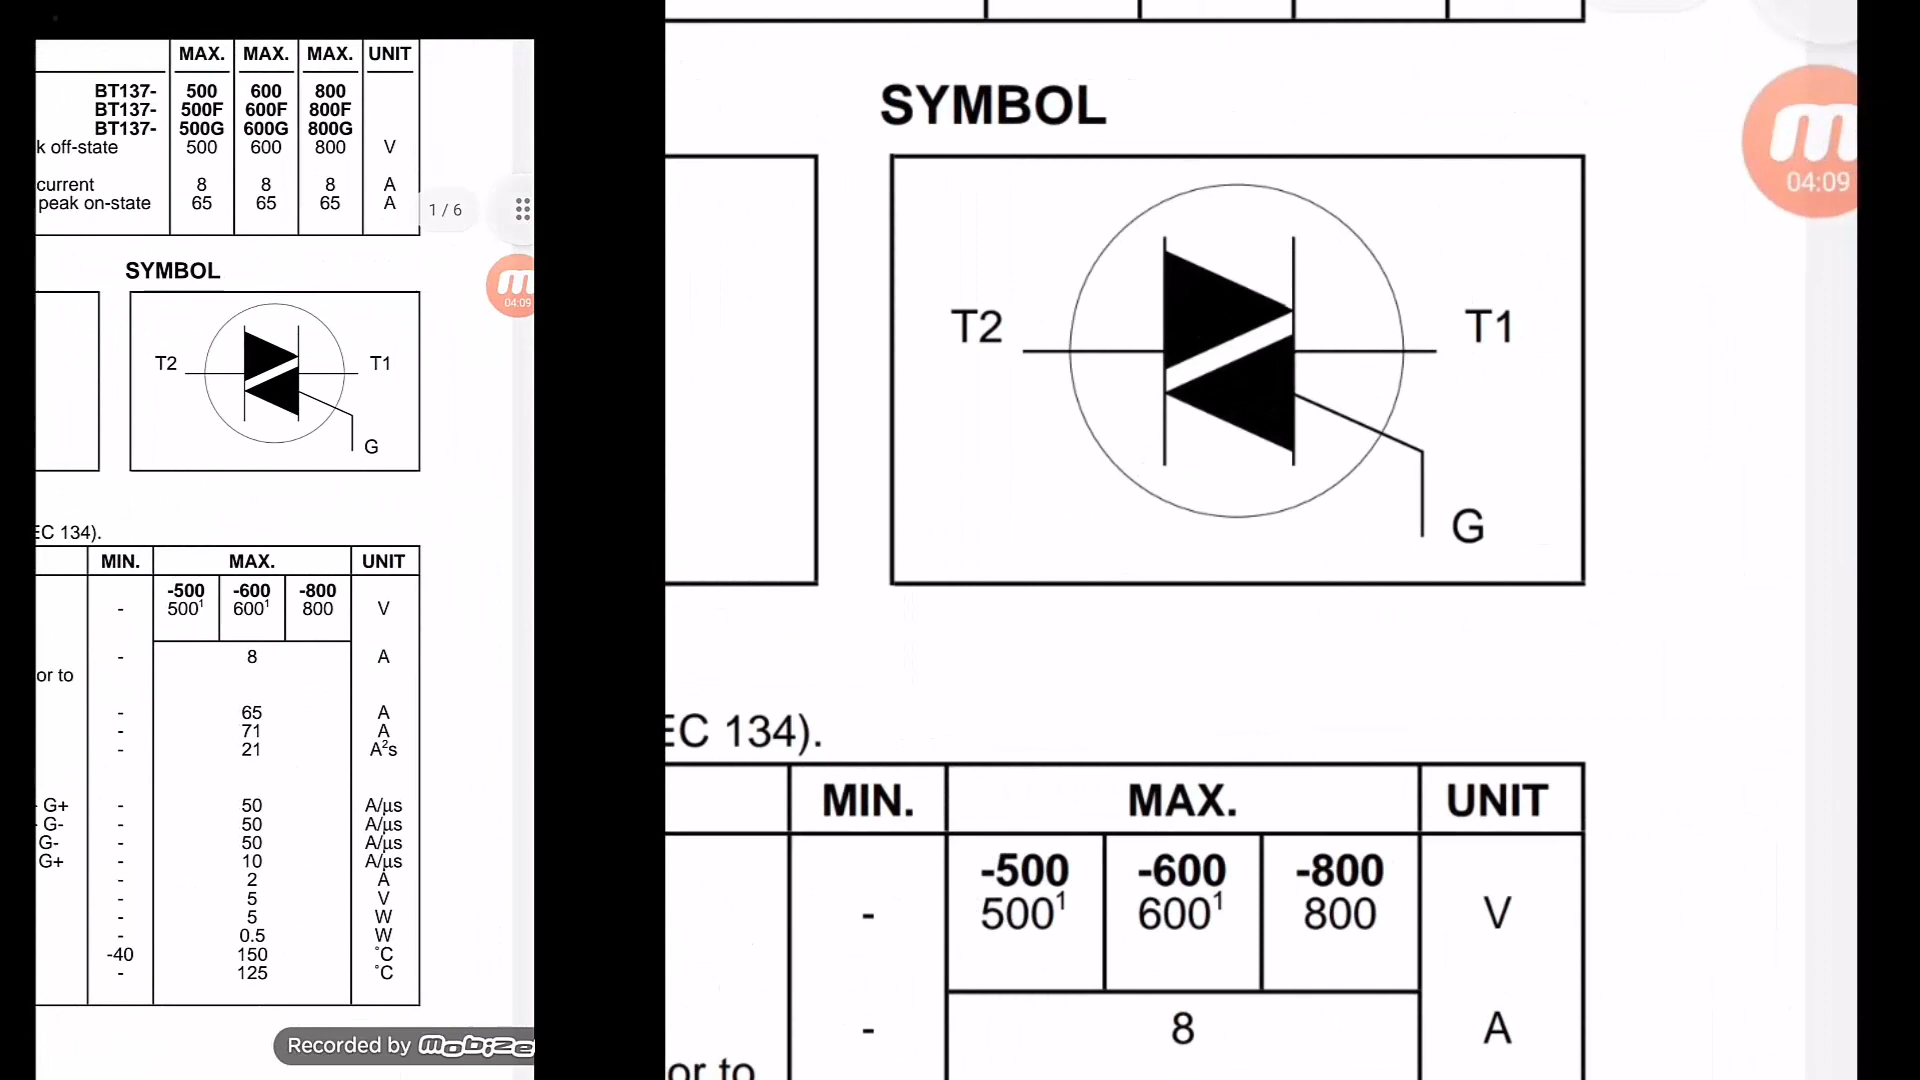 MAX. MAX. MAX. UNIT
BT137- 500 600 800
BT137- 500F 600F 800F
BT137- 500G 600G 800G
k off-state 500 600 800 V
current 8 8 8 A
peak on-state 65 65 65 A
1 / 6
04:09
SYMBOL
T2 T1
G
EC 134).
MIN. MAX. UNIT
-500 -600 -800
- 500¹ 600¹ 800 V
- 8 A
or to
- 65 A
- 71 A
- 21 A²s
G+ - 50 A/μs
G- - 50 A/μs
G- - 50 A/μs
G+ - 10 A/μs
- 2 A
- 5 V
- 5 W
- 0.5 W
-40 150 ˚C
- 125 ˚C
Recorded by mobizen
SYMBOL
04:09
T2 T1
G
EC 134).
MIN. MAX. UNIT
-500 -600 -800
- 500¹ 600¹ 800 V
- 8 A
or to